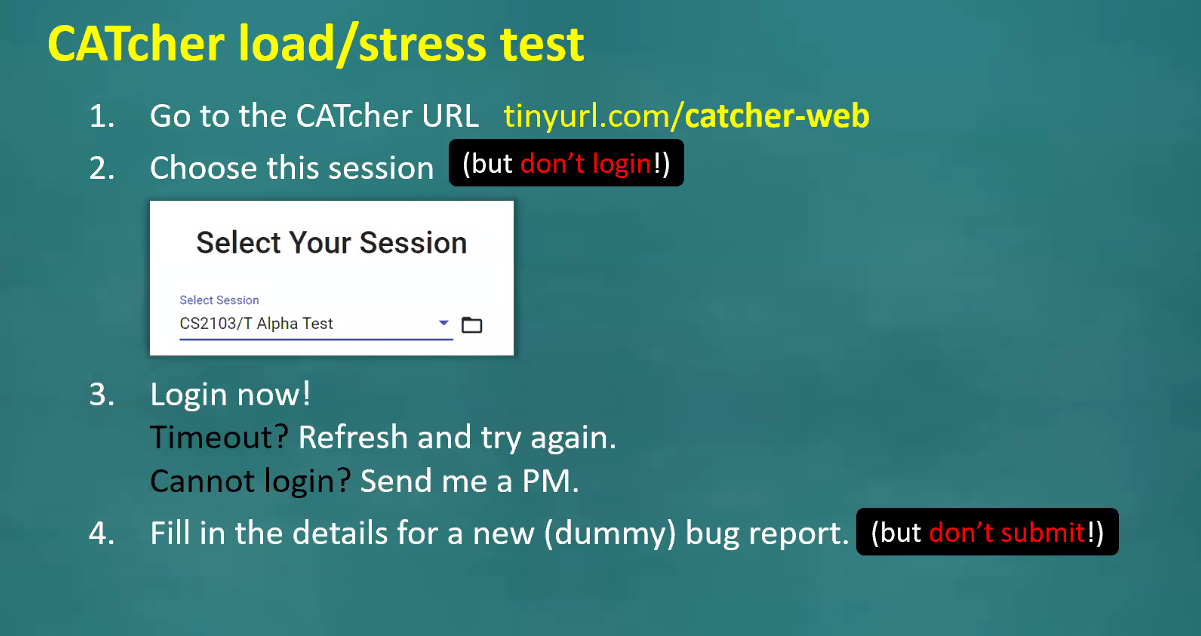 CATcher load/stress test
1. Go to the CATcher URL tinyurl.com/catcher-web
2. Choose this session (but don't login!)
Select Your Session
Select Session
CS2103/T Alpha Test
3. Login now!
Timeout? Refresh and try again.
Cannot login? Send me a PM.
4. Fill in the details for a new (dummy) bug report. (but don't submit!)